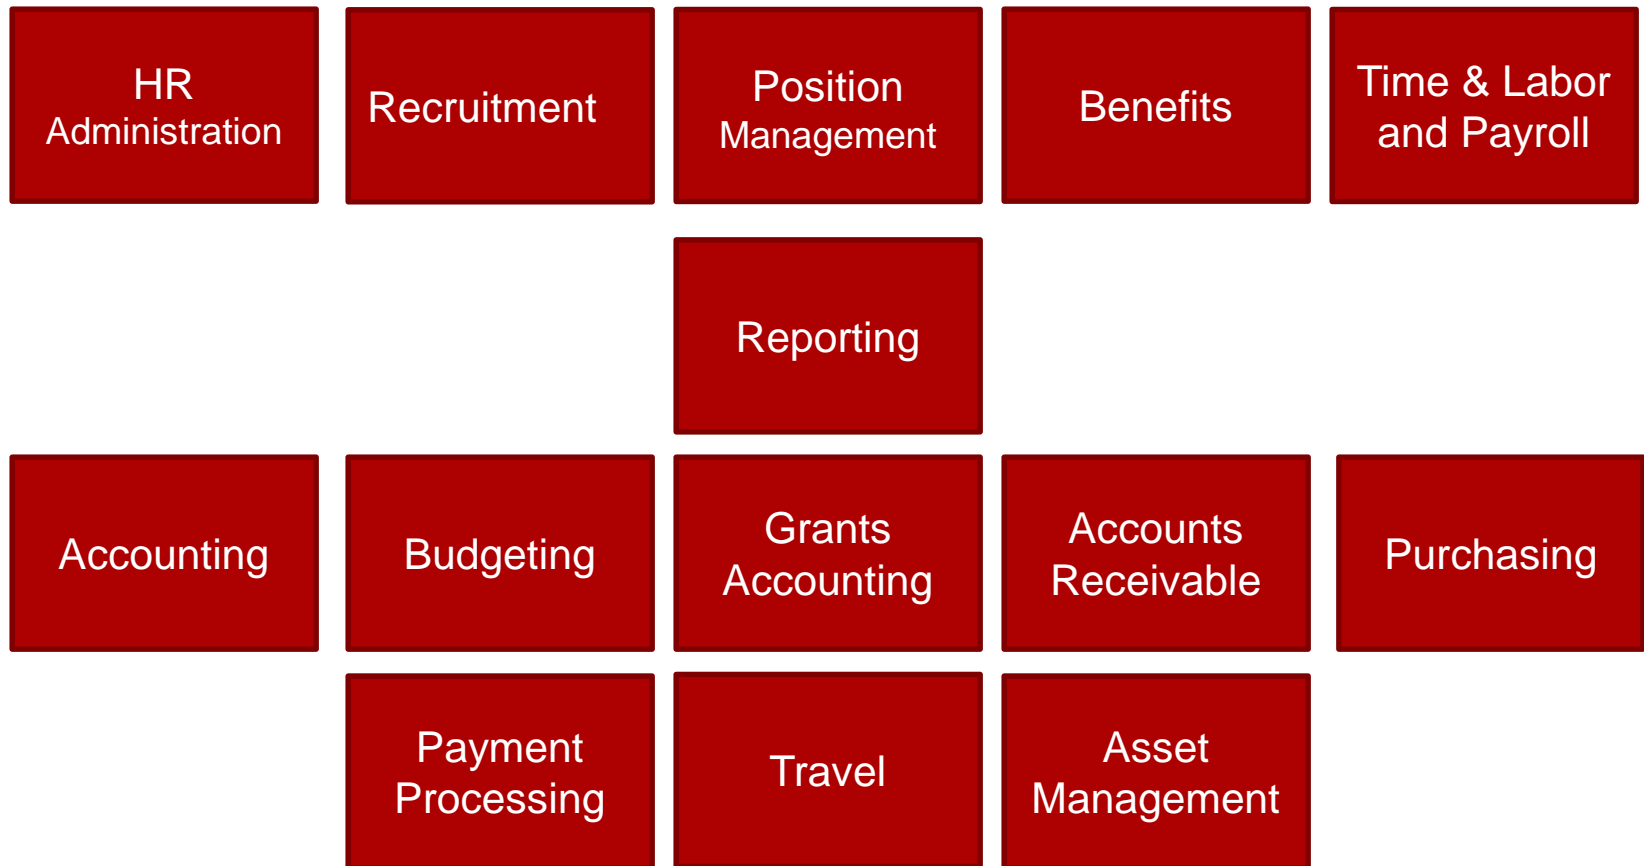 HR
Administration
Recruitment
Position
Management
Benefits
Time & Labor
and Payroll
Reporting
Accounting
Budgeting
Grants
Accounting
Accounts
Receivable
Purchasing
Payment
Processing
Travel
Asset
Management